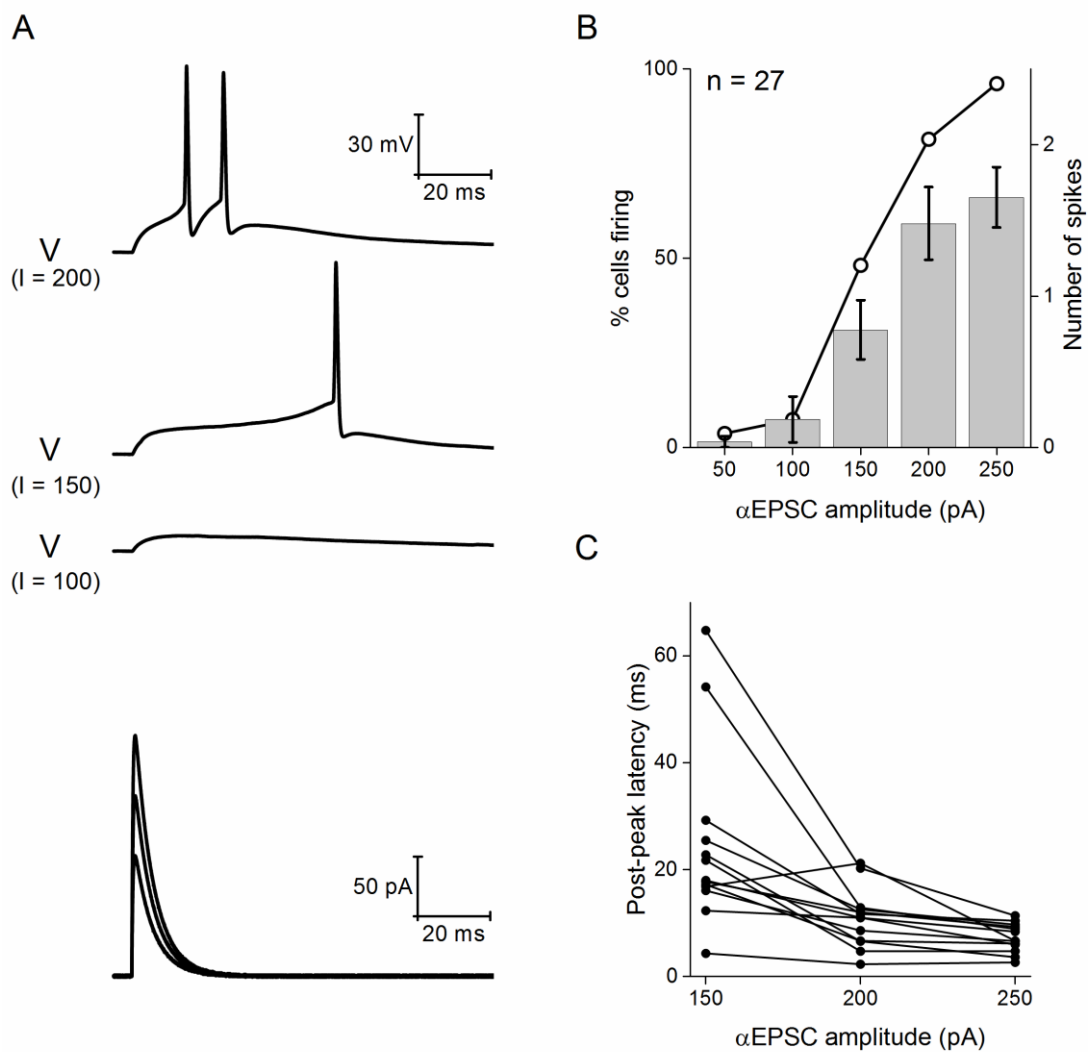 A
30 mV
20 ms
V
(I = 200)
V
(I = 150)
V
(I = 100)
50 pA
20 ms
B
n = 27
100
50
0
% cells firing
2
1
0
Number of spikes
50 100 150 200 250
αEPSC amplitude (pA)
C
60
40
20
0
Post-peak latency (ms)
150 200 250
αEPSC amplitude (pA)